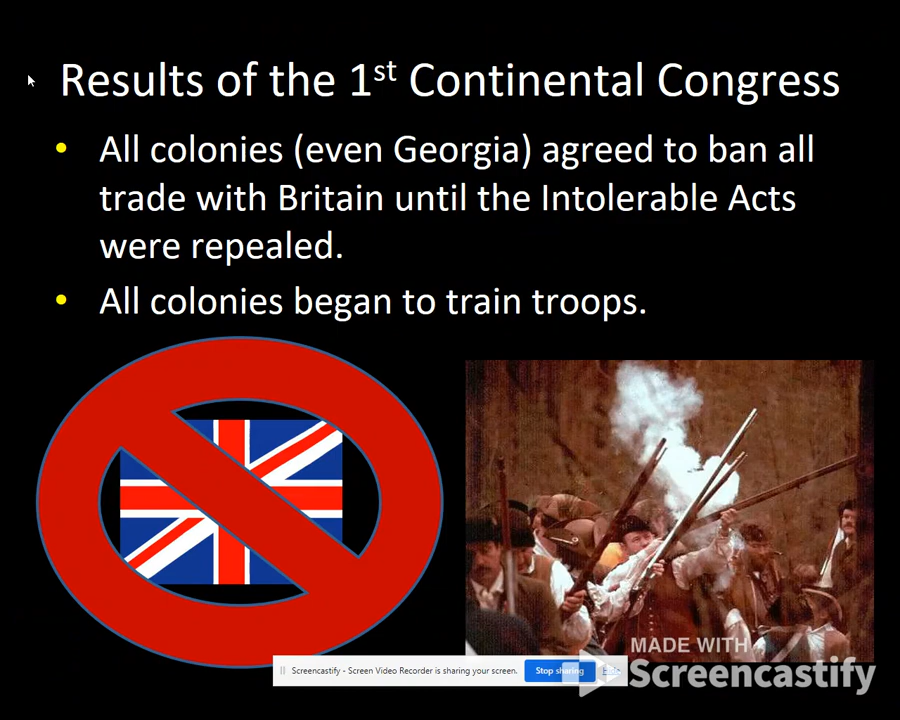 Results of the 1st Continental Congress
• All colonies (even Georgia) agreed to ban all
trade with Britain until the Intolerable Acts
were repealed.
• All colonies began to train troops.
MADE WITH
Screencastify
Screencastify - Screen Video Recorder is sharing your screen.
Stop sharing